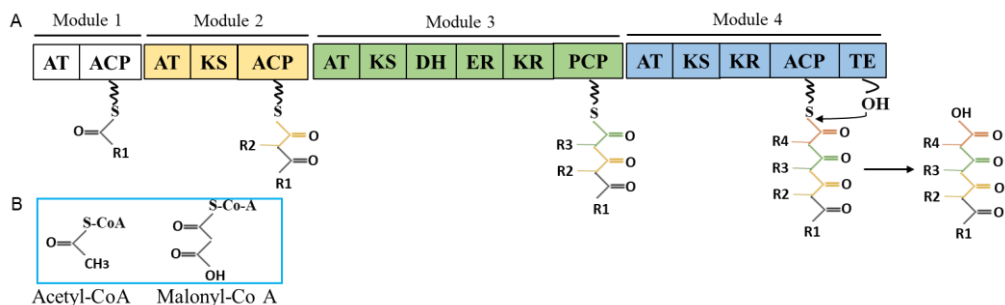 A
Module 1
Module 2
Module 3
Module 4
AT ACP AT KS ACP AT KS DH ER KR PCP AT KS KR ACP TE
S S S S OH
O R1
O R2 O R1
O R3 O R2 O R1
O R4 O R3 O R2 O R1
OH O R4 O R3 O R2 O R1
B
S-CoA S-Co-A
O CH3
O O OH
Acetyl-CoA Malonyl-Co A